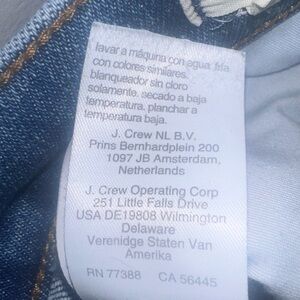 lavar a máquina con agua fría
con colores similares.
blanqueador sin cloro
solamente. secado a baja
temperatura. planchar a
temperatura baja.
J. Crew NL B.V.
Prins Bernhardplein 200
1097 JB Amsterdam,
Netherlands
J. Crew Operating Corp
251 Little Falls Drive
USA DE19808 Wilmington
Delaware
Verenidge Staten Van
Amerika
RN 77388 CA 56445